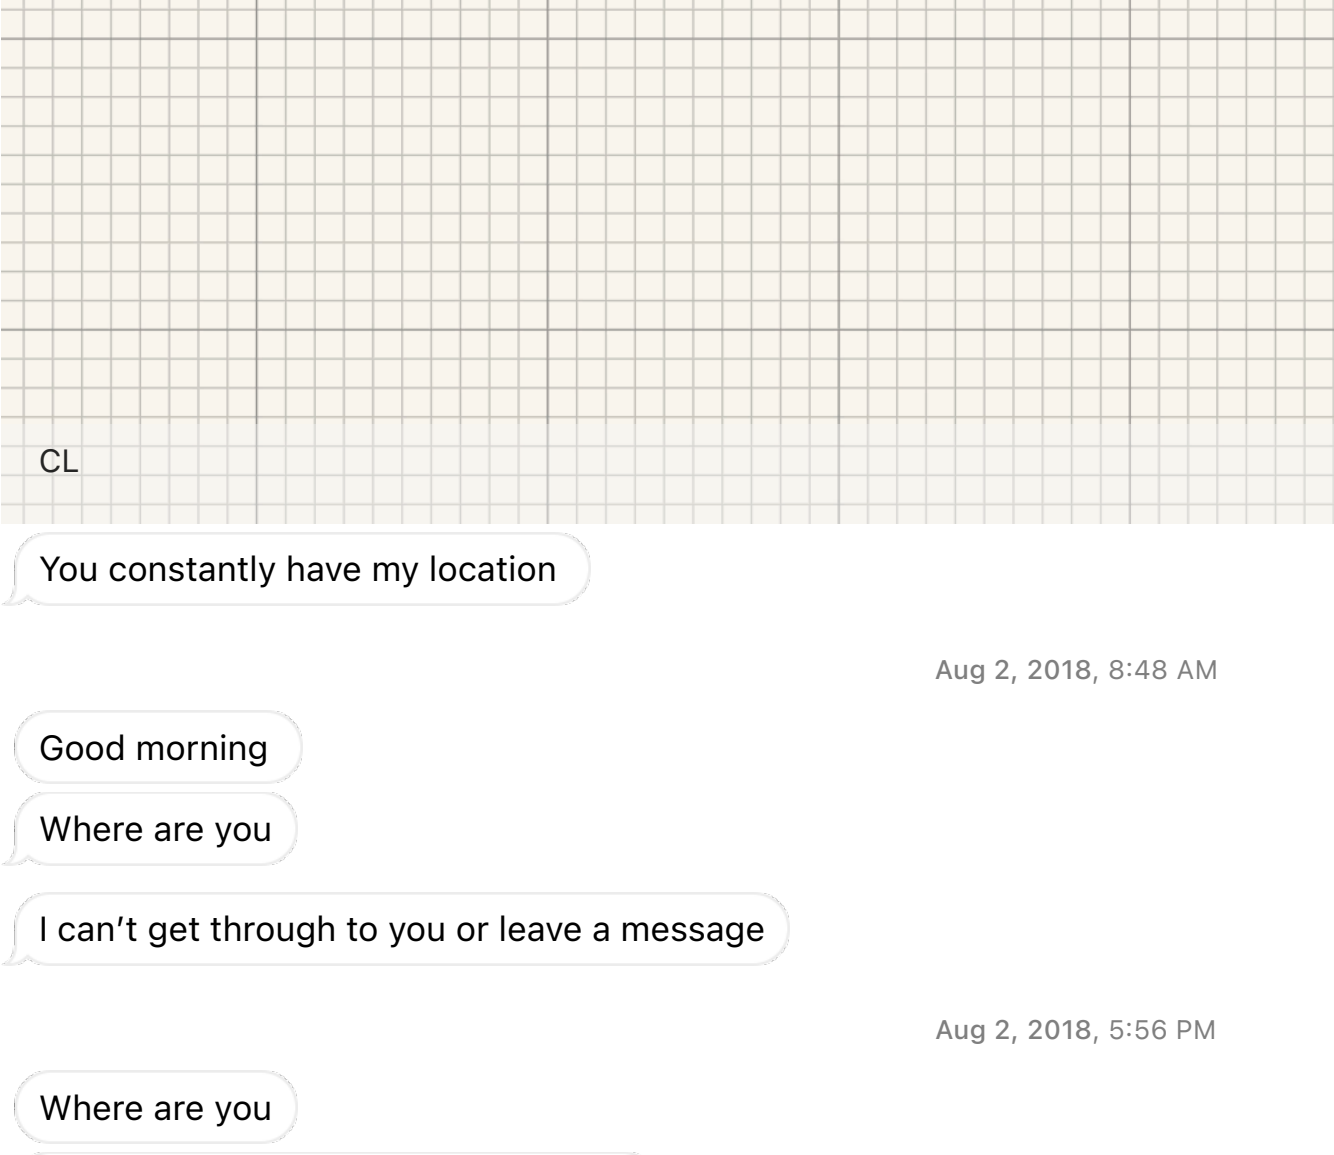 CL
You constantly have my location
Aug 2, 2018, 8:48 AM
Good morning
Where are you
I can’t get through to you or leave a message
Aug 2, 2018, 5:56 PM
Where are you